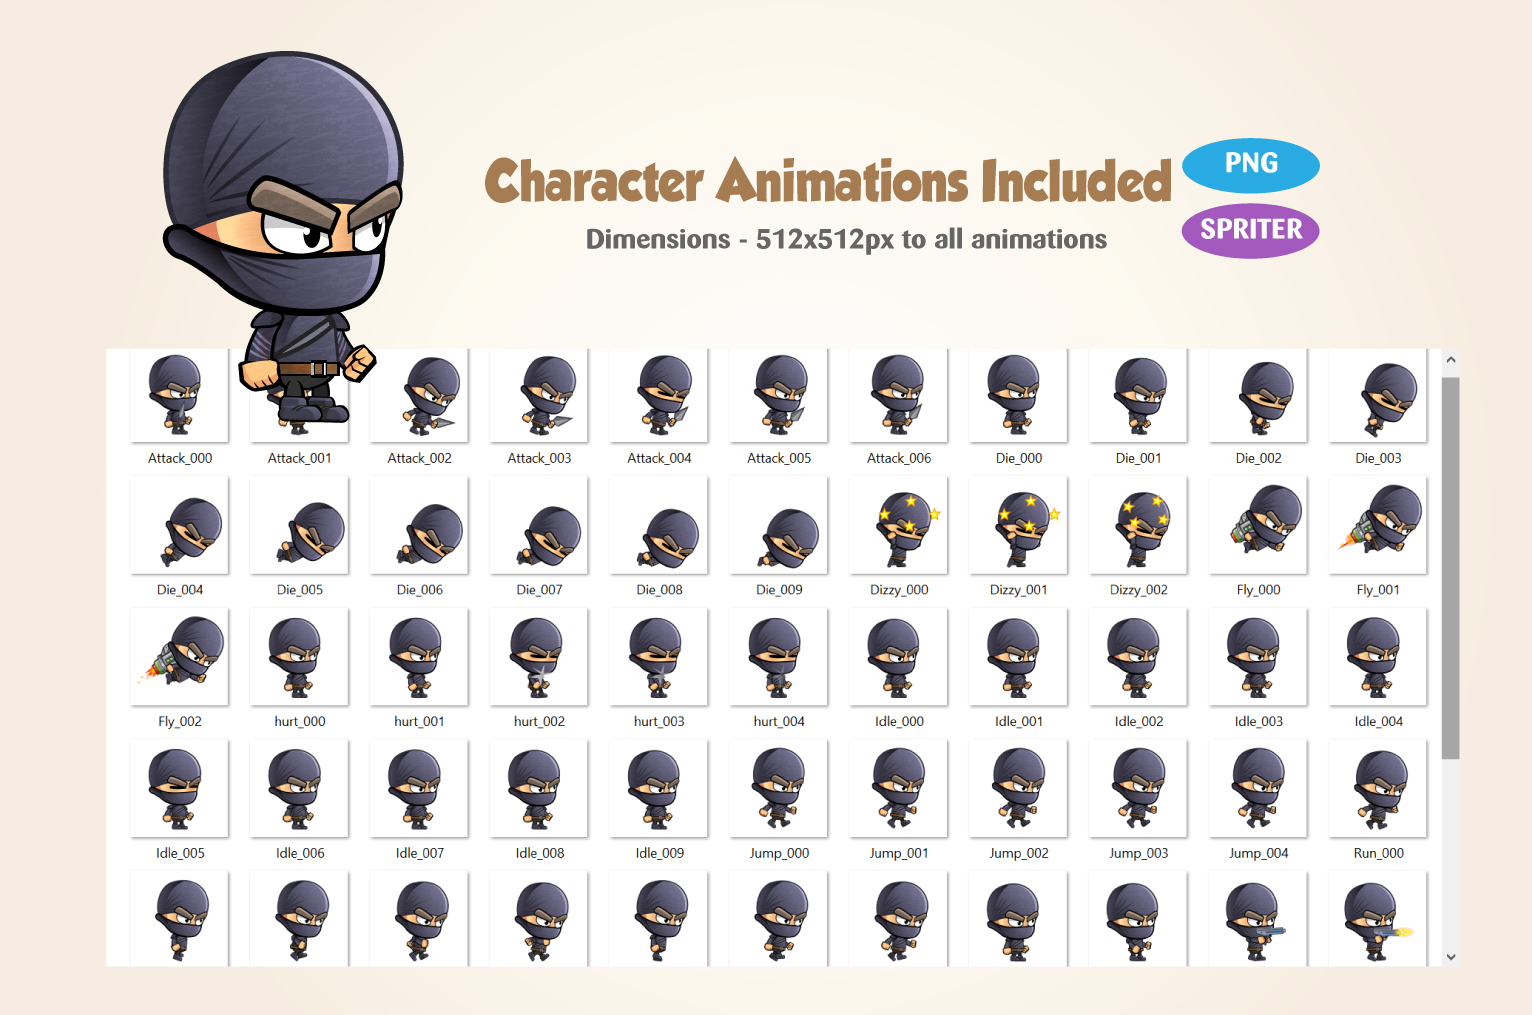 Character Animations Included
PNG
Dimensions - 512x512px to all animations
SPRITER
Attack_000 Attack_001 Attack_002 Attack_003 Attack_004 Attack_005 Attack_006 Die_000 Die_001 Die_002 Die_003
Die_004 Die_005 Die_006 Die_007 Die_008 Die_009 Dizzy_000 Dizzy_001 Dizzy_002 Fly_000 Fly_001
Fly_002 hurt_000 hurt_001 hurt_002 hurt_003 hurt_004 Idle_000 Idle_001 Idle_002 Idle_003 Idle_004
Idle_005 Idle_006 Idle_007 Idle_008 Idle_009 Jump_000 Jump_001 Jump_002 Jump_003 Jump_004 Run_000